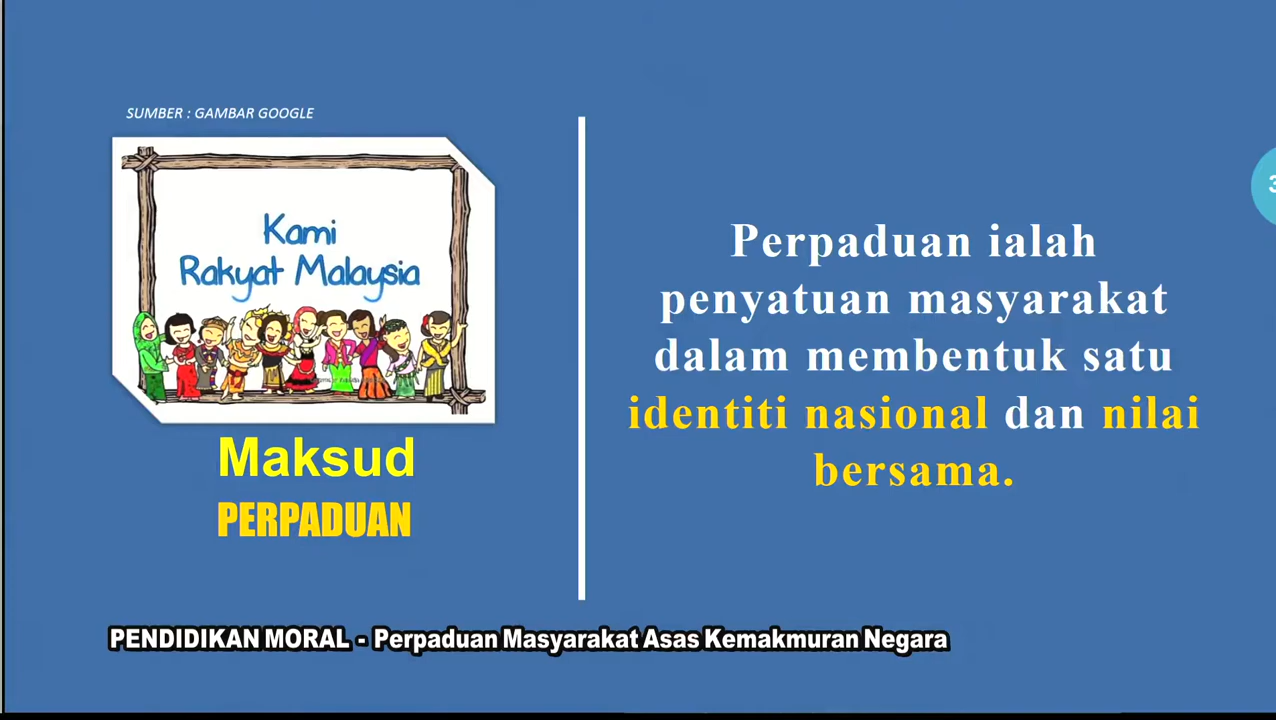 SUMBER : GAMBAR GOOGLE
Kami
Rakyat Malaysia
Maksud
PERPADUAN
Perpaduan ialah
penyatuan masyarakat
dalam membentuk satu
identiti nasional dan nilai
bersama.
3
PENDIDIKAN MORAL - Perpaduan Masyarakat Asas Kemakmuran Negara